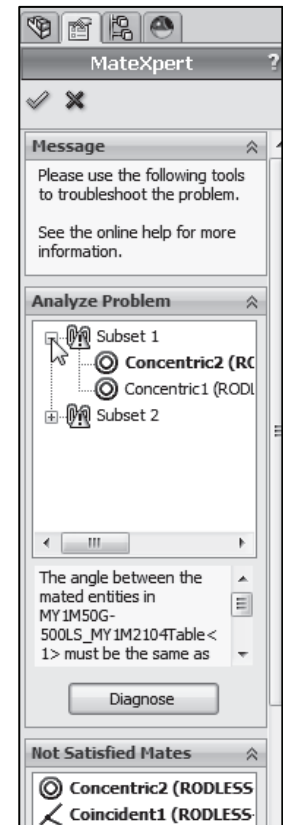 MateXpert ?
Message
Please use the following tools
to troubleshoot the problem.
See the online help for more
information.
Analyze Problem
Subset 1
Concentric2 (RC
Concentric1 (RODL
Subset 2
The angle between the
mated entities in
MY1M50G-
500LS_MY1M2104Table<
1> must be the same as
Diagnose
Not Satisfied Mates
Concentric2 (RODLESS
Coincident1 (RODLESS-